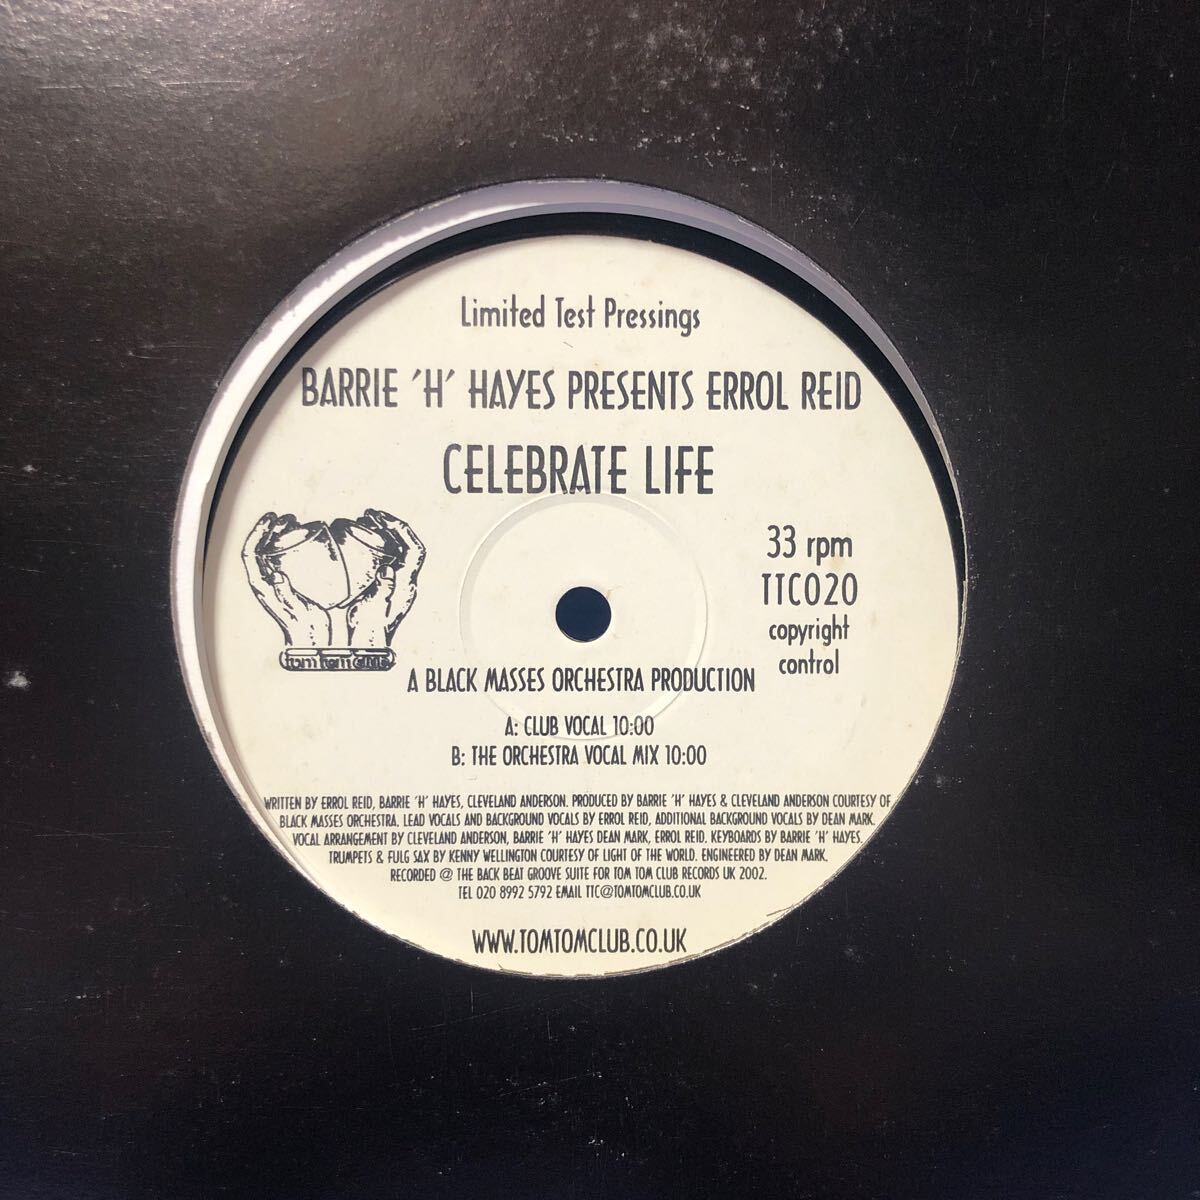 Limited Test Pressings
BARRIE 'H' HAYES PRESENTS ERROL REID
CELEBRATE LIFE
33 rpm
TTC020
copyright
control
tom tom club
A BLACK MASSES ORCHESTRA PRODUCTION
A: CLUB VOCAL 10:00
B: THE ORCHESTRA VOCAL MIX 10:00
WRITTEN BY ERROL REID, BARRIE 'H' HAYES, CLEVELAND ANDERSON. PRODUCED BY BARRIE 'H' HAYES & CLEVELAND ANDERSON COURTESY OF
BLACK MASSES ORCHESTRA. LEAD VOCALS AND BACKGROUND VOCALS BY ERROL REID, ADDITIONAL BACKGROUND VOCALS BY DEAN MARK.
VOCAL ARRANGEMENT BY CLEVELAND ANDERSON, BARRIE 'H' HAYES DEAN MARK, ERROL REID. KEYBOARDS BY BARRIE 'H' HAYES.
TRUMPETS & FULG SAX BY KENNY WELLINGTON COURTESY OF LIGHT OF THE WORLD. ENGINEERED BY DEAN MARK.
RECORDED @ THE BACK BEAT GROOVE SUITE FOR TOM TOM CLUB RECORDS UK 2002.
TEL 020 8992 5792 EMAIL TTC@TOMTOMCLUB.CO.UK
WWW.TOMTOMCLUB.CO.UK